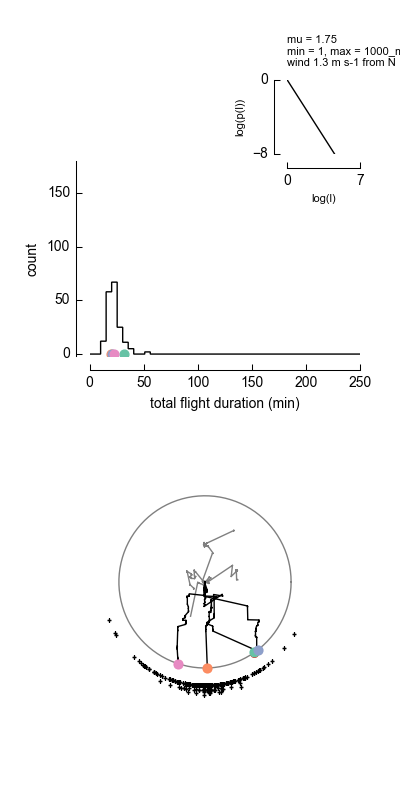 mu = 1.75
min = 1, max = 1000_m
wind 1.3 m s-1 from N
0
−8
log(p(l))
0 7
log(l)
150
100
50
0
count
0 50 100 150 200 250
total flight duration (min)